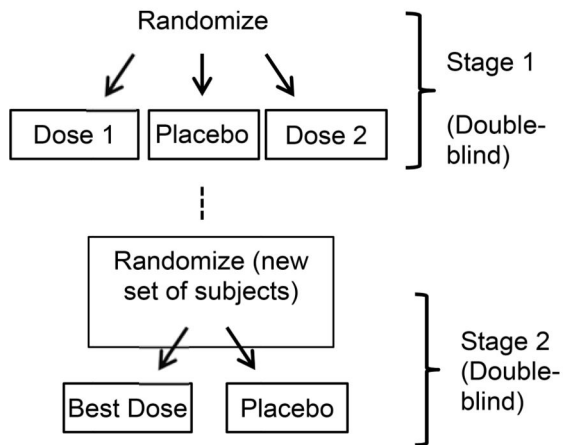 Randomize
Stage 1
Dose 1 Placebo Dose 2
(Double-
blind)
Randomize (new
set of subjects)
Stage 2
(Double-
blind)
Best Dose Placebo